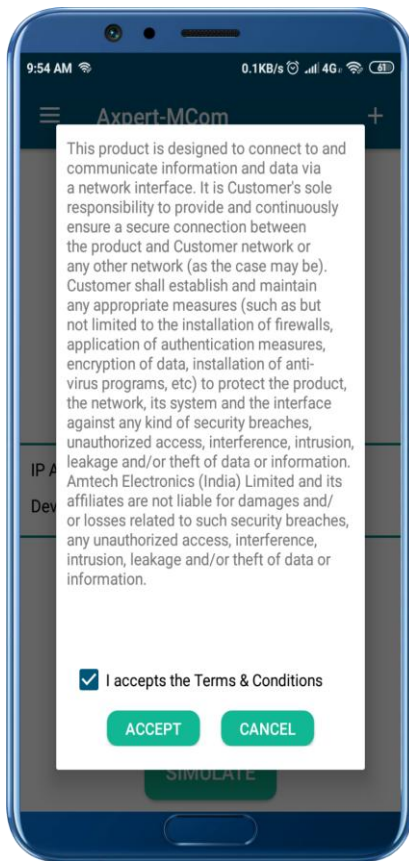 9:54 AM 0.1KB/s 4G 61
Axpert-MCom +
This product is designed to connect to and
communicate information and data via
a network interface. It is Customer's sole
responsibility to provide and continuously
ensure a secure connection between
the product and Customer network or
any other network (as the case may be).
Customer shall establish and maintain
any appropriate measures (such as but
not limited to the installation of firewalls,
application of authentication measures,
encryption of data, installation of anti-
virus programs, etc) to protect the product,
the network, its system and the interface
against any kind of security breaches,
unauthorized access, interference, intrusion,
leakage and/or theft of data or information.
Amtech Electronics (India) Limited and its
affiliates are not liable for damages and/
or losses related to such security breaches,
any unauthorized access, interference,
intrusion, leakage and/or theft of data or
information.
IP A
Dev
I accepts the Terms & Conditions
ACCEPT CANCEL
SIMULATE